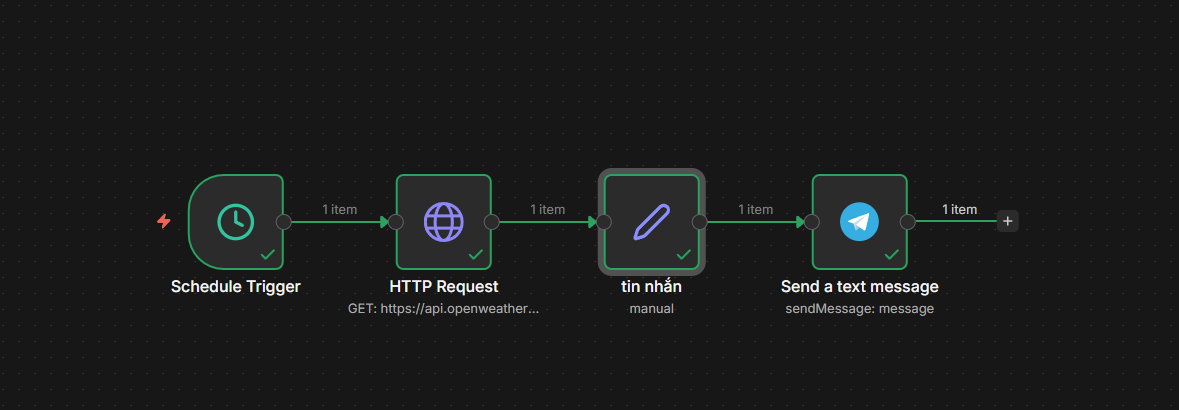 1 item
1 item
1 item
1 item
Schedule Trigger
HTTP Request
tin nhắn
Send a text message
GET: https://api.openweather...
manual
sendMessage: message